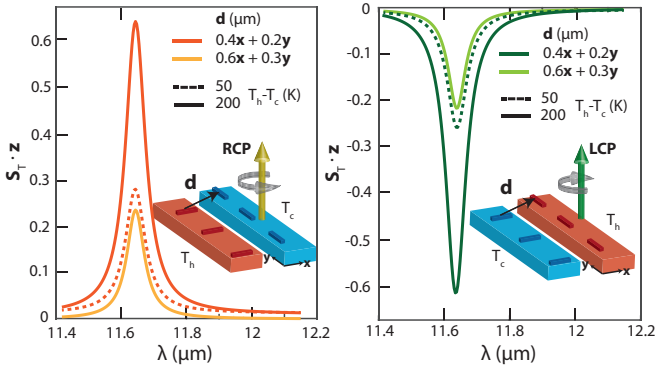 d (μm)
0.4x + 0.2y
0.6x + 0.3y
50
200
T_h-T_c (K)
RCP
d
T_c
T_h
y
x
S_T · z
0.6
0.5
0.4
0.3
0.2
0.1
0
11.4
11.6
11.8
12
12.2
λ (μm)
0
-0.1
-0.2
-0.3
-0.4
-0.5
-0.6
S_T · z
d (μm)
0.4x + 0.2y
0.6x + 0.3y
50
200
T_h-T_c (K)
LCP
d
T_h
T_c
y
x
11.4
11.6
11.8
12
12.2
λ (μm)